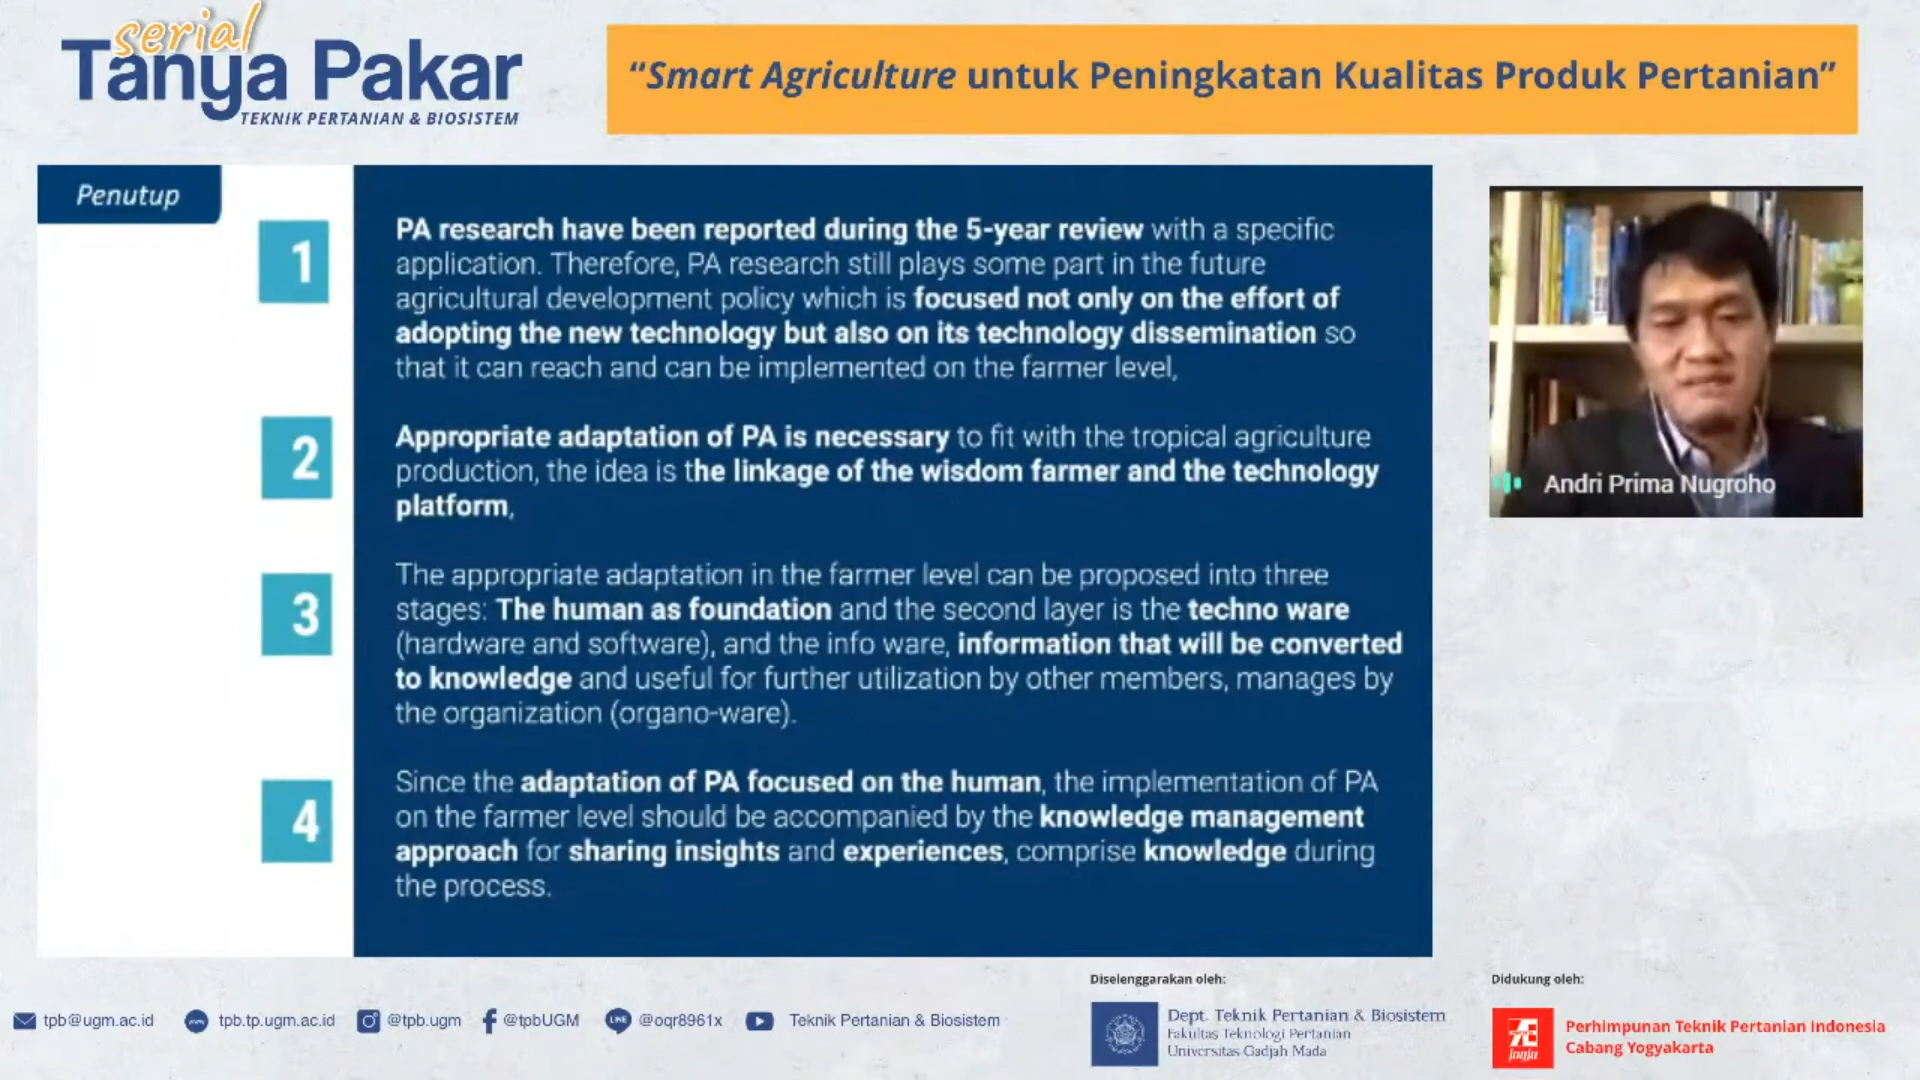 serial
Tanya Pakar
TEKNIK PERTANIAN & BIOSISTEM
“Smart Agriculture untuk Peningkatan Kualitas Produk Pertanian”
Penutup
1
PA research have been reported during the 5-year review with a specific
application. Therefore, PA research still plays some part in the future
agricultural development policy which is focused not only on the effort of
adopting the new technology but also on its technology dissemination so
that it can reach and can be implemented on the farmer level,
2
Appropriate adaptation of PA is necessary to fit with the tropical agriculture
production, the idea is the linkage of the wisdom farmer and the technology
platform,
3
The appropriate adaptation in the farmer level can be proposed into three
stages: The human as foundation and the second layer is the techno ware
(hardware and software), and the info ware, information that will be converted
to knowledge and useful for further utilization by other members, manages by
the organization (organo-ware).
4
Since the adaptation of PA focused on the human, the implementation of PA
on the farmer level should be accompanied by the knowledge management
approach for sharing insights and experiences, comprise knowledge during
the process.
Andri Prima Nugroho
tpb@ugm.ac.id
tpb.tp.ugm.ac.id
@tpb.ugm
@tpbUGM
LINE
@oqr8961x
Teknik Pertanian & Biosistem
Diselenggarakan oleh:
Dept. Teknik Pertanian & Biosistem
Fakultas Teknologi Pertanian
Universitas Gadjah Mada
Didukung oleh:
Jogja
Perhimpunan Teknik Pertanian Indonesia
Cabang Yogyakarta